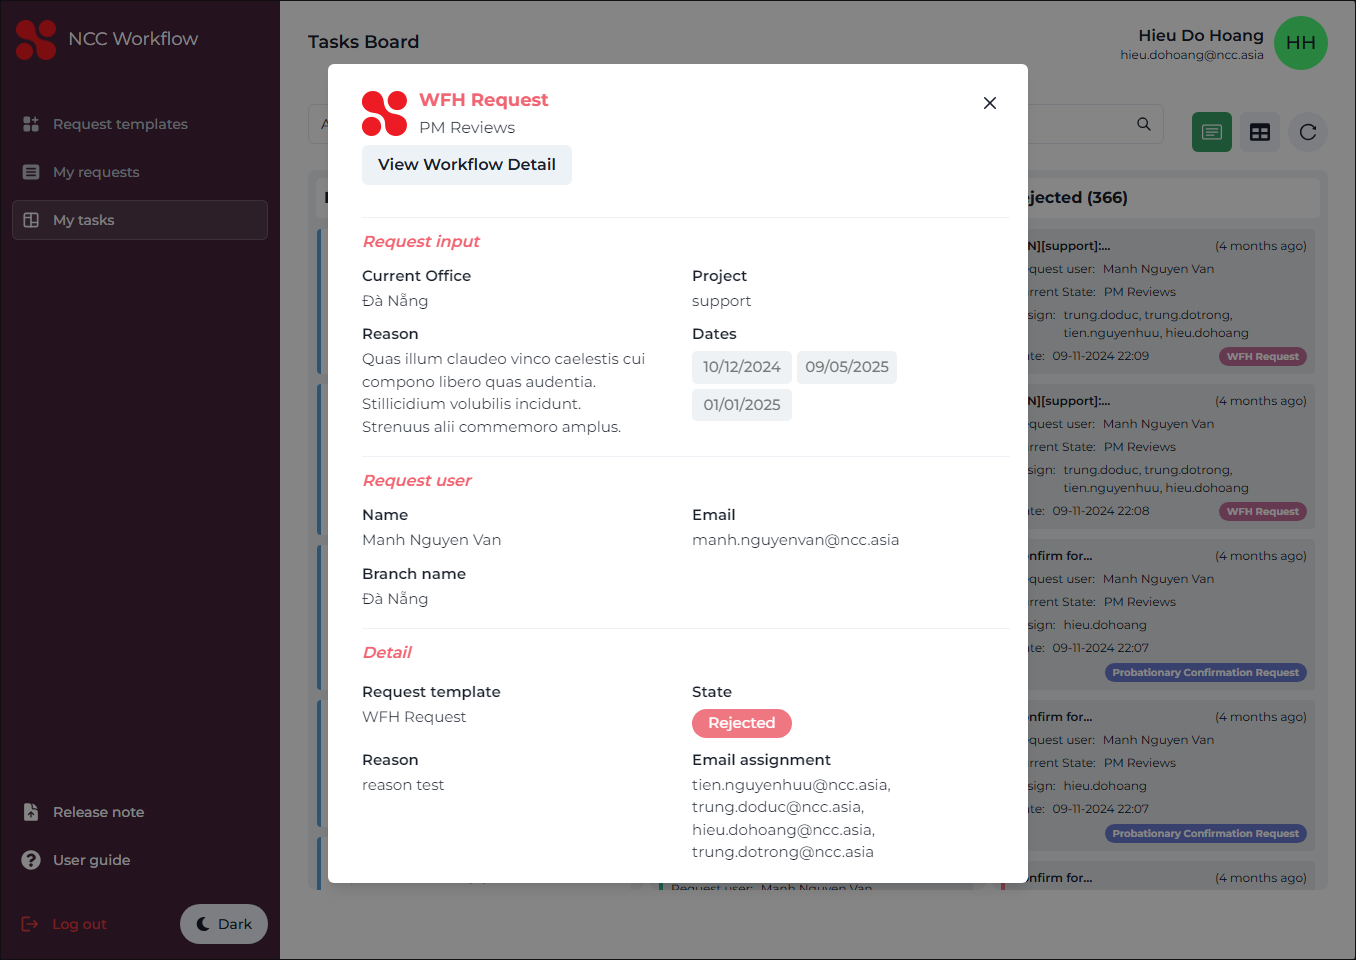 NCC Workflow
Request templates
My requests
My tasks
Release note
User guide
Log out
Dark
Tasks Board
Hieu Do Hoang
hieu.dohoang@ncc.asia
HH
WFH Request
PM Reviews
View Workflow Detail
Request input
Current Office
Đà Nẵng
Project
support
Reason
Quas illum claudeo vinco caelestis cui
compono libero quas audentia.
Stillicidium volubilis incidunt.
Strenuus alii commemoro amplus.
Dates
10/12/2024
09/05/2025
01/01/2025
Request user
Name
Manh Nguyen Van
Email
manh.nguyenvan@ncc.asia
Branch name
Đà Nẵng
Detail
Request template
WFH Request
State
Rejected
Reason
reason test
Email assignment
tien.nguyenhuu@ncc.asia,
trung.doduc@ncc.asia,
hieu.dohoang@ncc.asia,
trung.dotrong@ncc.asia
jected (366)
N][support]:... (4 months ago)
quest user: Manh Nguyen Van
rrent State: PM Reviews
sign: trung.doduc, trung.dotrong,
tien.nguyenhuu, hieu.dohoang
te: 09-11-2024 22:09
WFH Request
N][support]:... (4 months ago)
quest user: Manh Nguyen Van
rrent State: PM Reviews
sign: trung.doduc, trung.dotrong,
tien.nguyenhuu, hieu.dohoang
te: 09-11-2024 22:08
WFH Request
nfirm for... (4 months ago)
quest user: Manh Nguyen Van
rrent State: PM Reviews
sign: hieu.dohoang
te: 09-11-2024 22:07
Probationary Confirmation Request
nfirm for... (4 months ago)
quest user: Manh Nguyen Van
rrent State: PM Reviews
sign: hieu.dohoang
te: 09-11-2024 22:07
Probationary Confirmation Request
nfirm for... (4 months ago)
Request user: Manh Nguyen Van